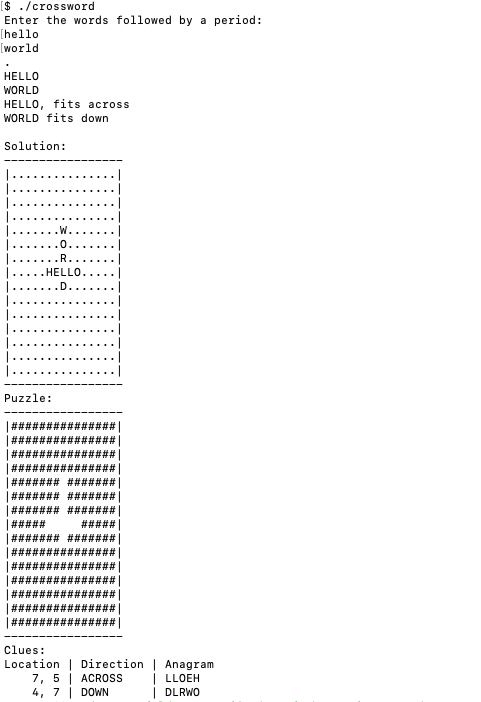 $ ./crossword
Enter the words followed by a period:
hello
world
.
HELLO
WORLD
HELLO, fits across
WORLD fits down
Solution:
-----------------
|...............|
|...............|
|...............|
|...............|
|.......W.......|
|.......O.......|
|.......R.......|
|.....HELLO.....|
|.......D.......|
|...............|
|...............|
|...............|
|...............|
|...............|
|...............|
-----------------
Puzzle:
-----------------
|###############|
|###############|
|###############|
|###############|
|####### #######|
|####### #######|
|####### #######|
|#####     #####|
|####### #######|
|###############|
|###############|
|###############|
|###############|
|###############|
|###############|
-----------------
Clues:
Location | Direction | Anagram
    7, 5 | ACROSS    | LLOEH
    4, 7 | DOWN      | DLRWO